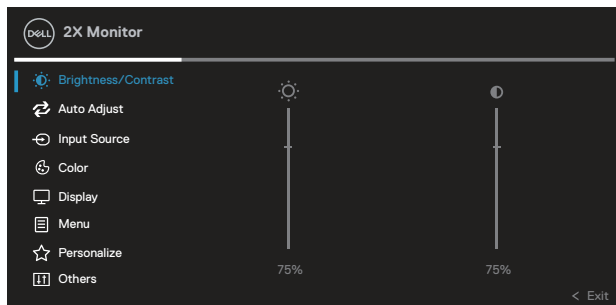 DELL
2X Monitor
Brightness/Contrast
Auto Adjust
Input Source
Color
Display
Menu
Personalize
Others
75%
75%
< Exit